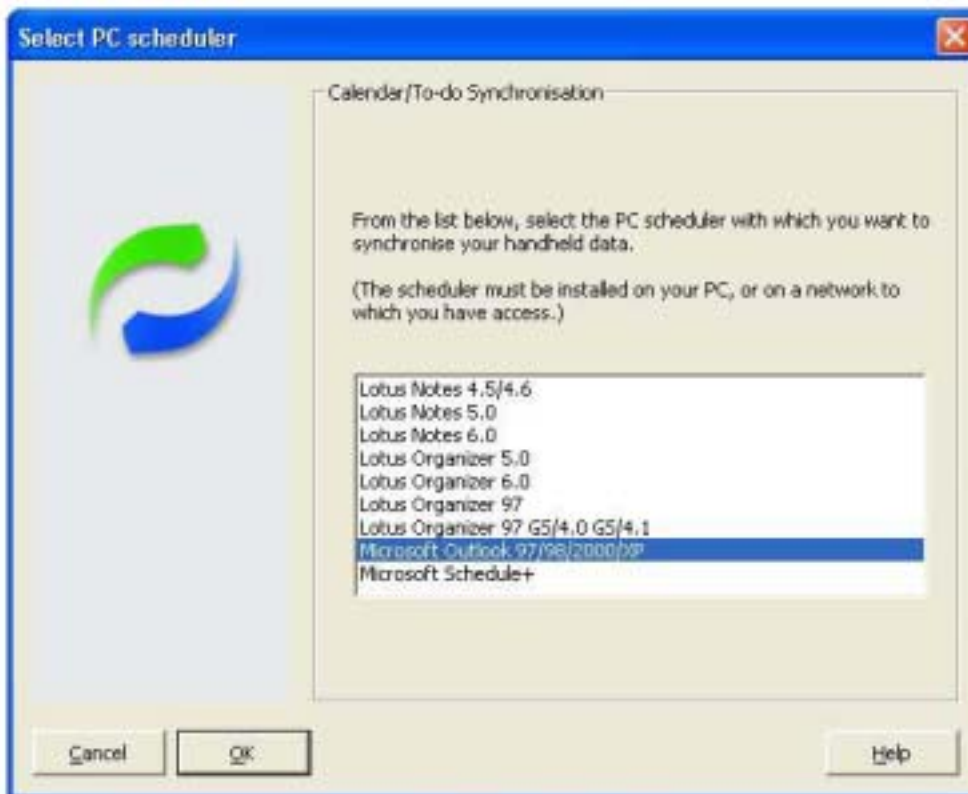 Select PC scheduler
Calendar/To-do Synchronisation
From the list below, select the PC scheduler with which you want to
synchronise your handheld data.
(The scheduler must be installed on your PC, or on a network to
which you have access.)
Lotus Notes 4.5/4.6
Lotus Notes 5.0
Lotus Notes 6.0
Lotus Organizer 5.0
Lotus Organizer 6.0
Lotus Organizer 97
Lotus Organizer 97 GS/4.0 GS/4.1
Microsoft Outlook 97/98/2000/XP
Microsoft Schedule+
Cancel
OK
Help